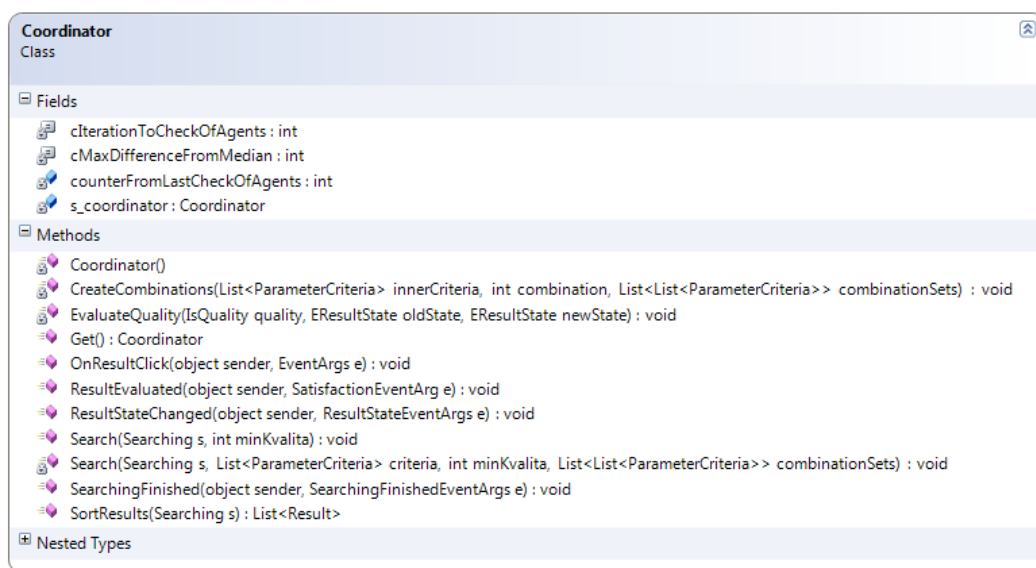 Coordinator
Class
Fields
cIterationToCheckOfAgents : int
cMaxDifferenceFromMedian : int
counterFromLastCheckOfAgents : int
s_coordinator : Coordinator
Methods
Coordinator()
CreateCombinations(List<ParameterCriteria> innerCriteria, int combination, List<List<ParameterCriteria>> combinationSets) : void
EvaluateQuality(IsQuality quality, EResultState oldState, EResultState newState) : void
Get() : Coordinator
OnResultClick(object sender, EventArgs e) : void
ResultEvaluated(object sender, SatisfactionEventArg e) : void
ResultStateChanged(object sender, ResultStateEventArgs e) : void
Search(Searching s, int minKvalita) : void
Search(Searching s, List<ParameterCriteria> criteria, int minKvalita, List<List<ParameterCriteria>> combinationSets) : void
SearchingFinished(object sender, SearchingFinishedEventArgs e) : void
SortResults(Searching s) : List<Result>
Nested Types